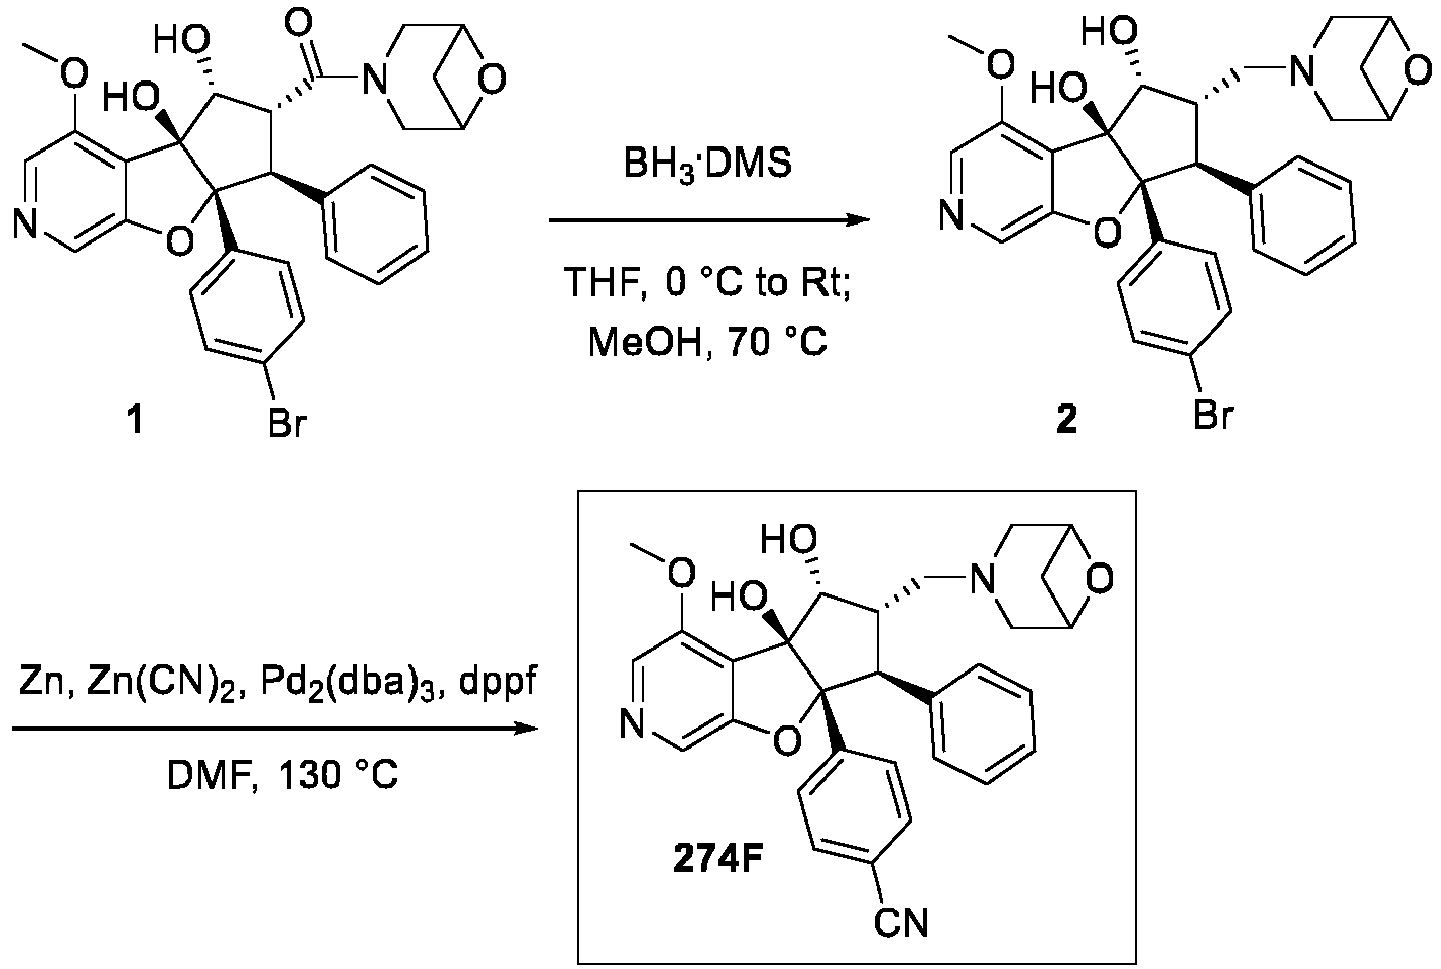 O
HO
O
HO
N
O
N
O
Br
1
BH₃·DMS
THF, 0 °C to Rt;
MeOH, 70 °C
HO
O
HO
N
O
N
O
Br
2
Zn, Zn(CN)₂, Pd₂(dba)₃, dppf
DMF, 130 °C
HO
O
HO
N
O
N
O
274F
CN